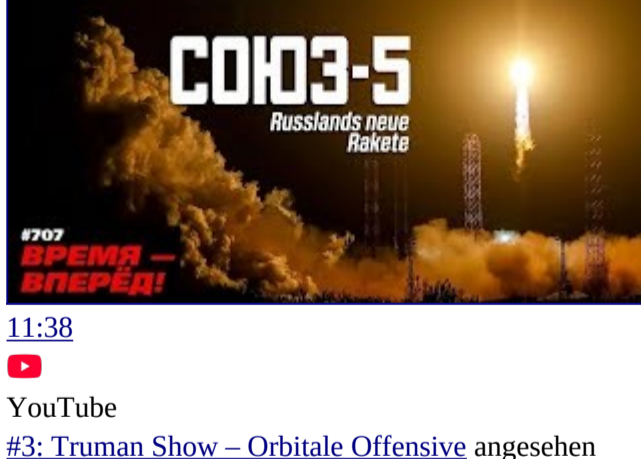 СОЮЗ-5
Russlands neue
Rakete
#707
ВРЕМЯ —
ВПЕРЁД!
11:38
YouTube
#3: Truman Show – Orbitale Offensive angesehen